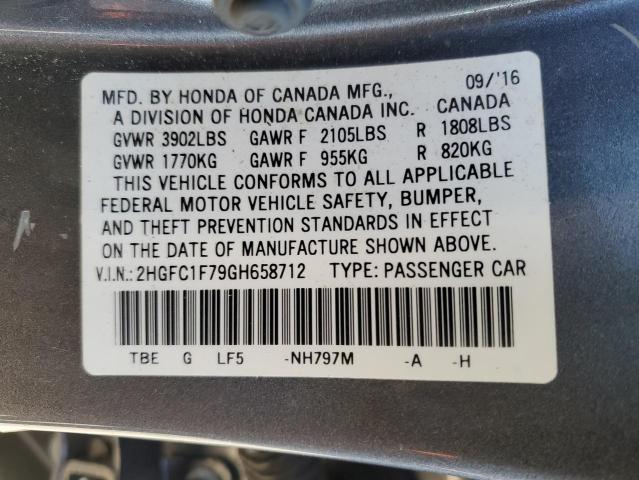 MFD. BY HONDA OF CANADA MFG., 09/'16
A DIVISION OF HONDA CANADA INC. CANADA
GVWR 3902LBS GAWR F 2105LBS R 1808LBS
GVWR 1770KG GAWR F 955KG R 820KG
THIS VEHICLE CONFORMS TO ALL APPLICABLE
FEDERAL MOTOR VEHICLE SAFETY, BUMPER,
AND THEFT PREVENTION STANDARDS IN EFFECT
ON THE DATE OF MANUFACTURE SHOWN ABOVE.
V.I.N.: 2HGFC1F79GH658712 TYPE: PASSENGER CAR
TBE G LF5 -NH797M -A -H